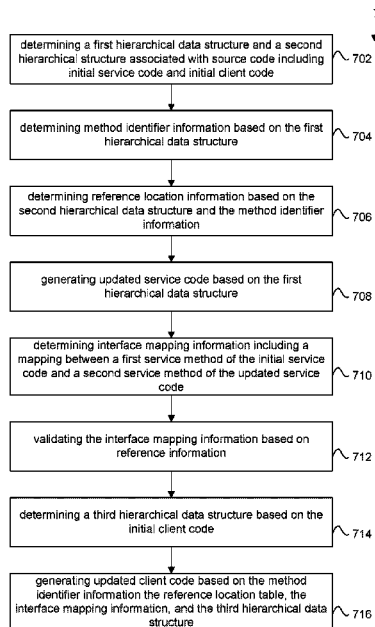 determining a first hierarchical data structure and a second
hierarchical structure associated with source code including
initial service code and initial client code
702
determining method identifier information based on the first
hierarchical data structure
704
determining reference location information based on the
second hierarchical data structure and the method identifier
information
706
generating updated service code based on the first
hierarchical data structure
708
determining interface mapping information including a
mapping between a first service method of the initial service
code and a second service method of the updated service
code
710
validating the interface mapping information based on
reference information
712
determining a third hierarchical data structure based on the
initial client code
714
generating updated client code based on the method
identifier information the reference location table, the
interface mapping information, and the third hierarchical data
structure
716